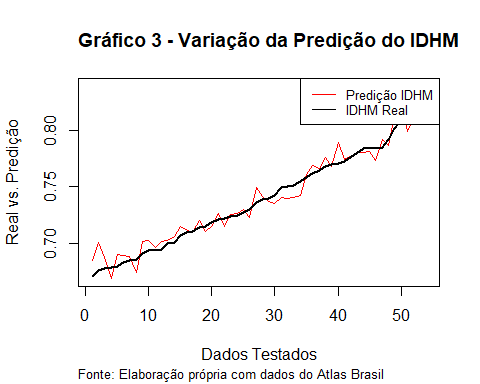 Gráfico 3 - Variação da Predição do IDHM
Predição IDHM
IDHM Real
Real vs. Predição
0.80
0.75
0.70
0 10 20 30 40 50
Dados Testados
Fonte: Elaboração própria com dados do Atlas Brasil